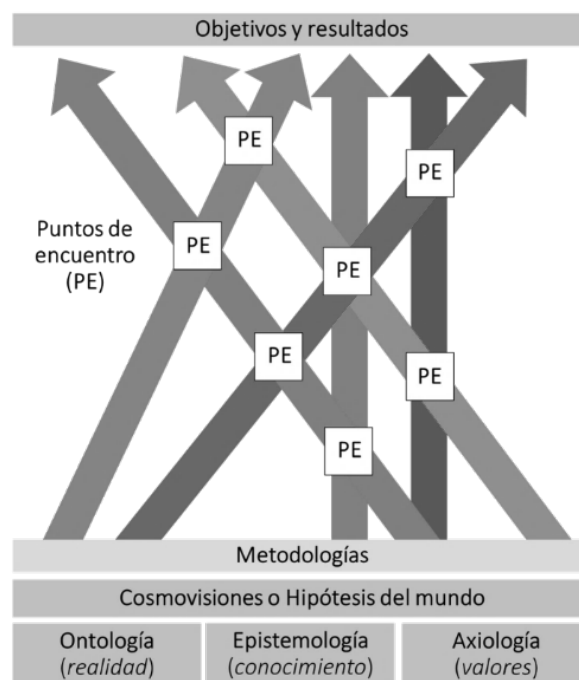 Objetivos y resultados
PE
PE
Puntos de
encuentro
(PE)
PE
PE
PE
PE
PE
Metodologías
Cosmovisiones o Hipótesis del mundo
Ontología
(realidad)
Epistemología
(conocimiento)
Axiología
(valores)